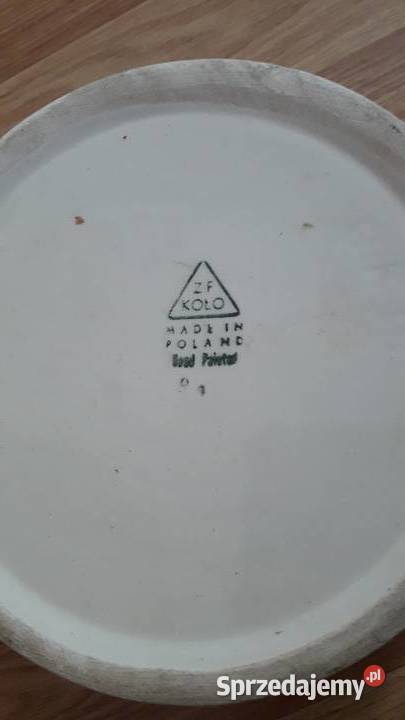 ZF
KOŁO
MADE IN
POLAND
Hand Painted
Sprzedajemy.pl